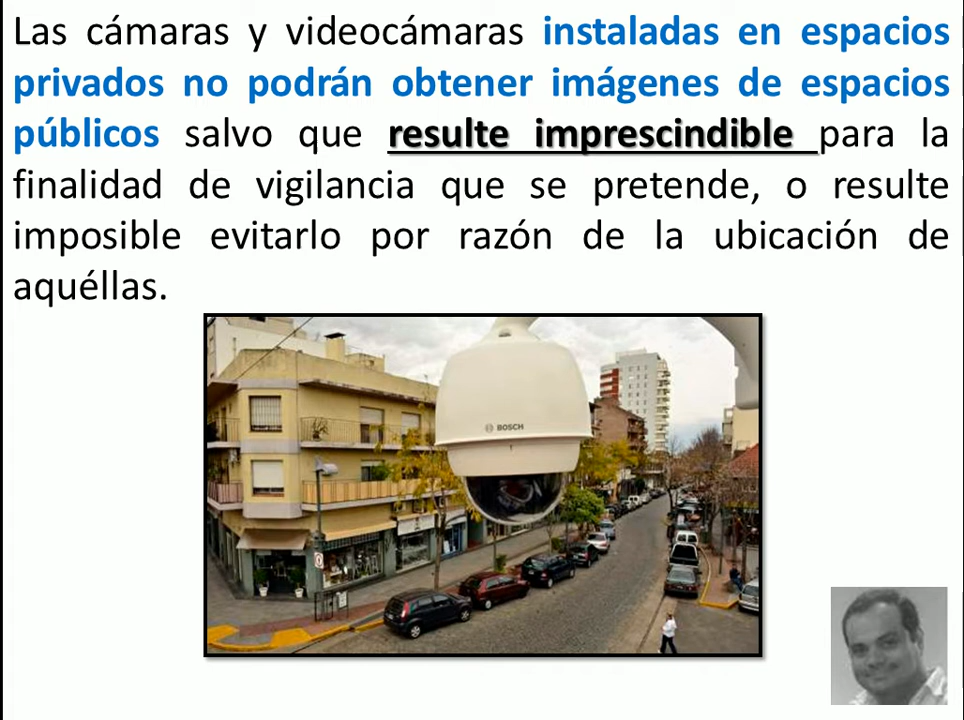 Las cámaras y videocámaras instaladas en espacios
privados no podrán obtener imágenes de espacios
públicos salvo que resulte imprescindible para la
finalidad de vigilancia que se pretende, o resulte
imposible evitarlo por razón de la ubicación de
aquéllas.
BOSCH